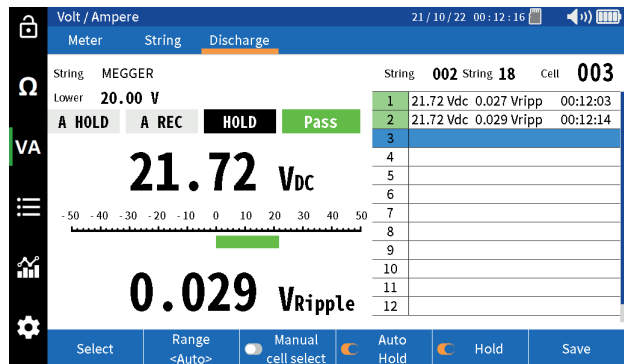 Volt / Ampere 21 / 10 / 22 00 : 12 : 16
Meter String Discharge
String MEGGER
Lower 20.00 V
A HOLD A REC HOLD Pass
21.72 VDC
- 50 - 40 - 30 - 20 - 10 0 10 20 30 40 50
0.029 VRipple
String 002 String 18 Cell 003
1 21.72 Vdc 0.027 Vripp 00:12:03
2 21.72 Vdc 0.029 Vripp 00:12:14
3
4
5
6
7
8
9
10
11
12
Ω
VA
Select
Range
<Auto>
Manual
cell select
Auto
Hold
Hold
Save